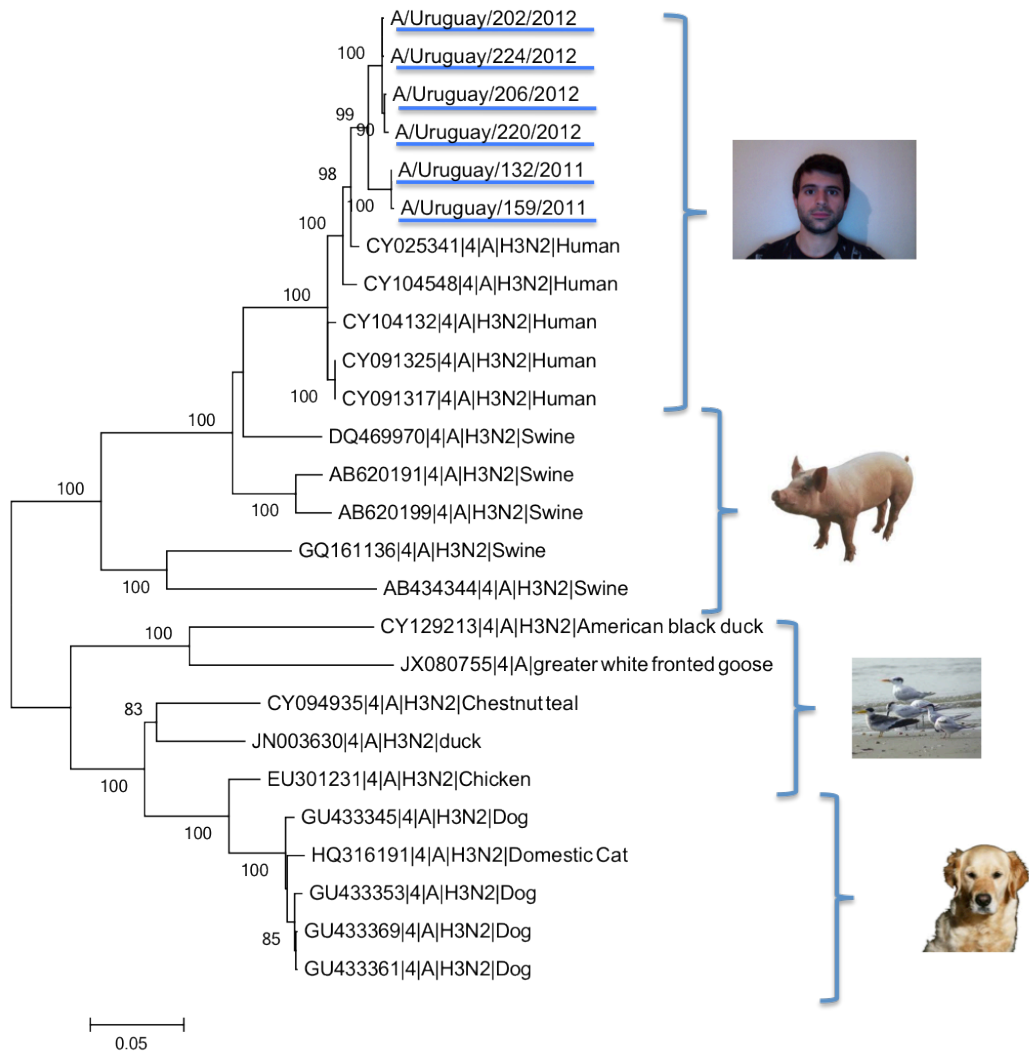 A/Uruguay/202/2012
100
A/Uruguay/224/2012
A/Uruguay/206/2012
99
90
A/Uruguay/220/2012
98
A/Uruguay/132/2011
100
A/Uruguay/159/2011
100
CY025341|4|A|H3N2|Human
CY104548|4|A|H3N2|Human
100
CY104132|4|A|H3N2|Human
CY091325|4|A|H3N2|Human
100
CY091317|4|A|H3N2|Human
100
DQ469970|4|A|H3N2|Swine
AB620191|4|A|H3N2|Swine
100
AB620199|4|A|H3N2|Swine
100
GQ161136|4|A|H3N2|Swine
100
AB434344|4|A|H3N2|Swine
CY129213|4|A|H3N2|American black duck
100
JX080755|4|A|greater white fronted goose
83
CY094935|4|A|H3N2|Chestnut teal
JN003630|4|A|H3N2|duck
100
EU301231|4|A|H3N2|Chicken
GU433345|4|A|H3N2|Dog
100
HQ316191|4|A|H3N2|Domestic Cat
100
GU433353|4|A|H3N2|Dog
85
GU433369|4|A|H3N2|Dog
GU433361|4|A|H3N2|Dog
0.05